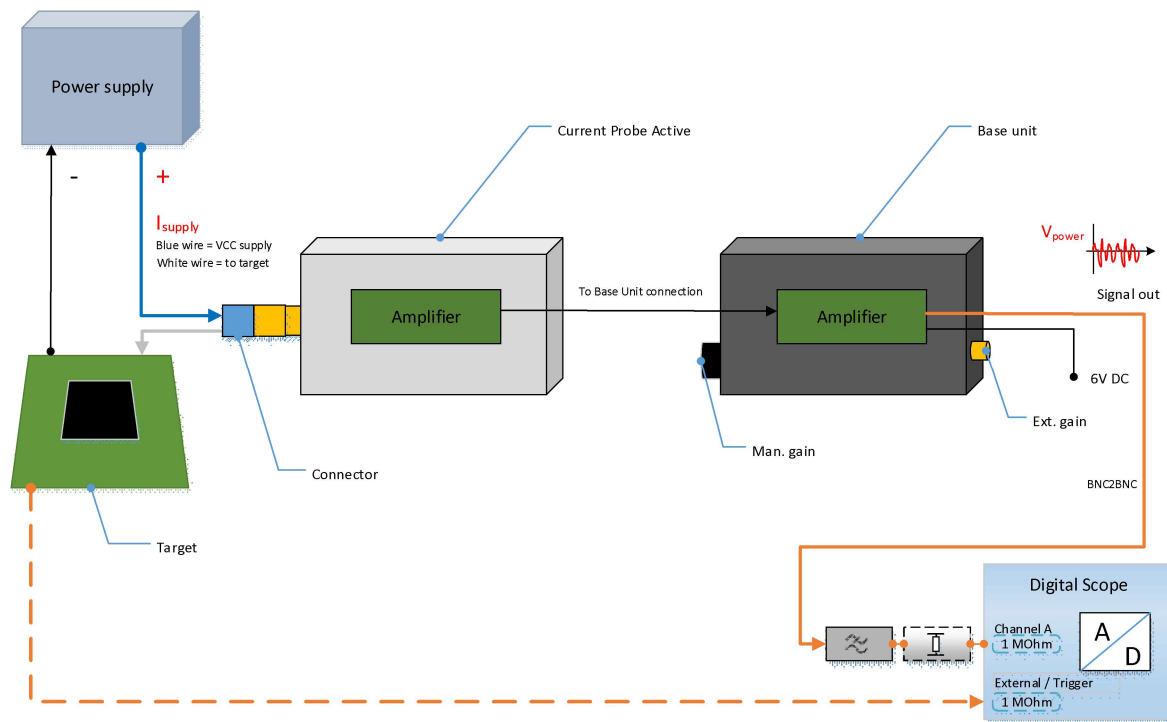 Power supply
Current Probe Active
Base unit
-
+
I supply
Blue wire = VCC supply
White wire = to target
V power
Signal out
To Base Unit connection
Amplifier
Amplifier
6V DC
Ext. gain
Man. gain
Connector
BNC2BNC
Target
Digital Scope
Channel A
1 MOhm
A
D
External / Trigger
1 MOhm